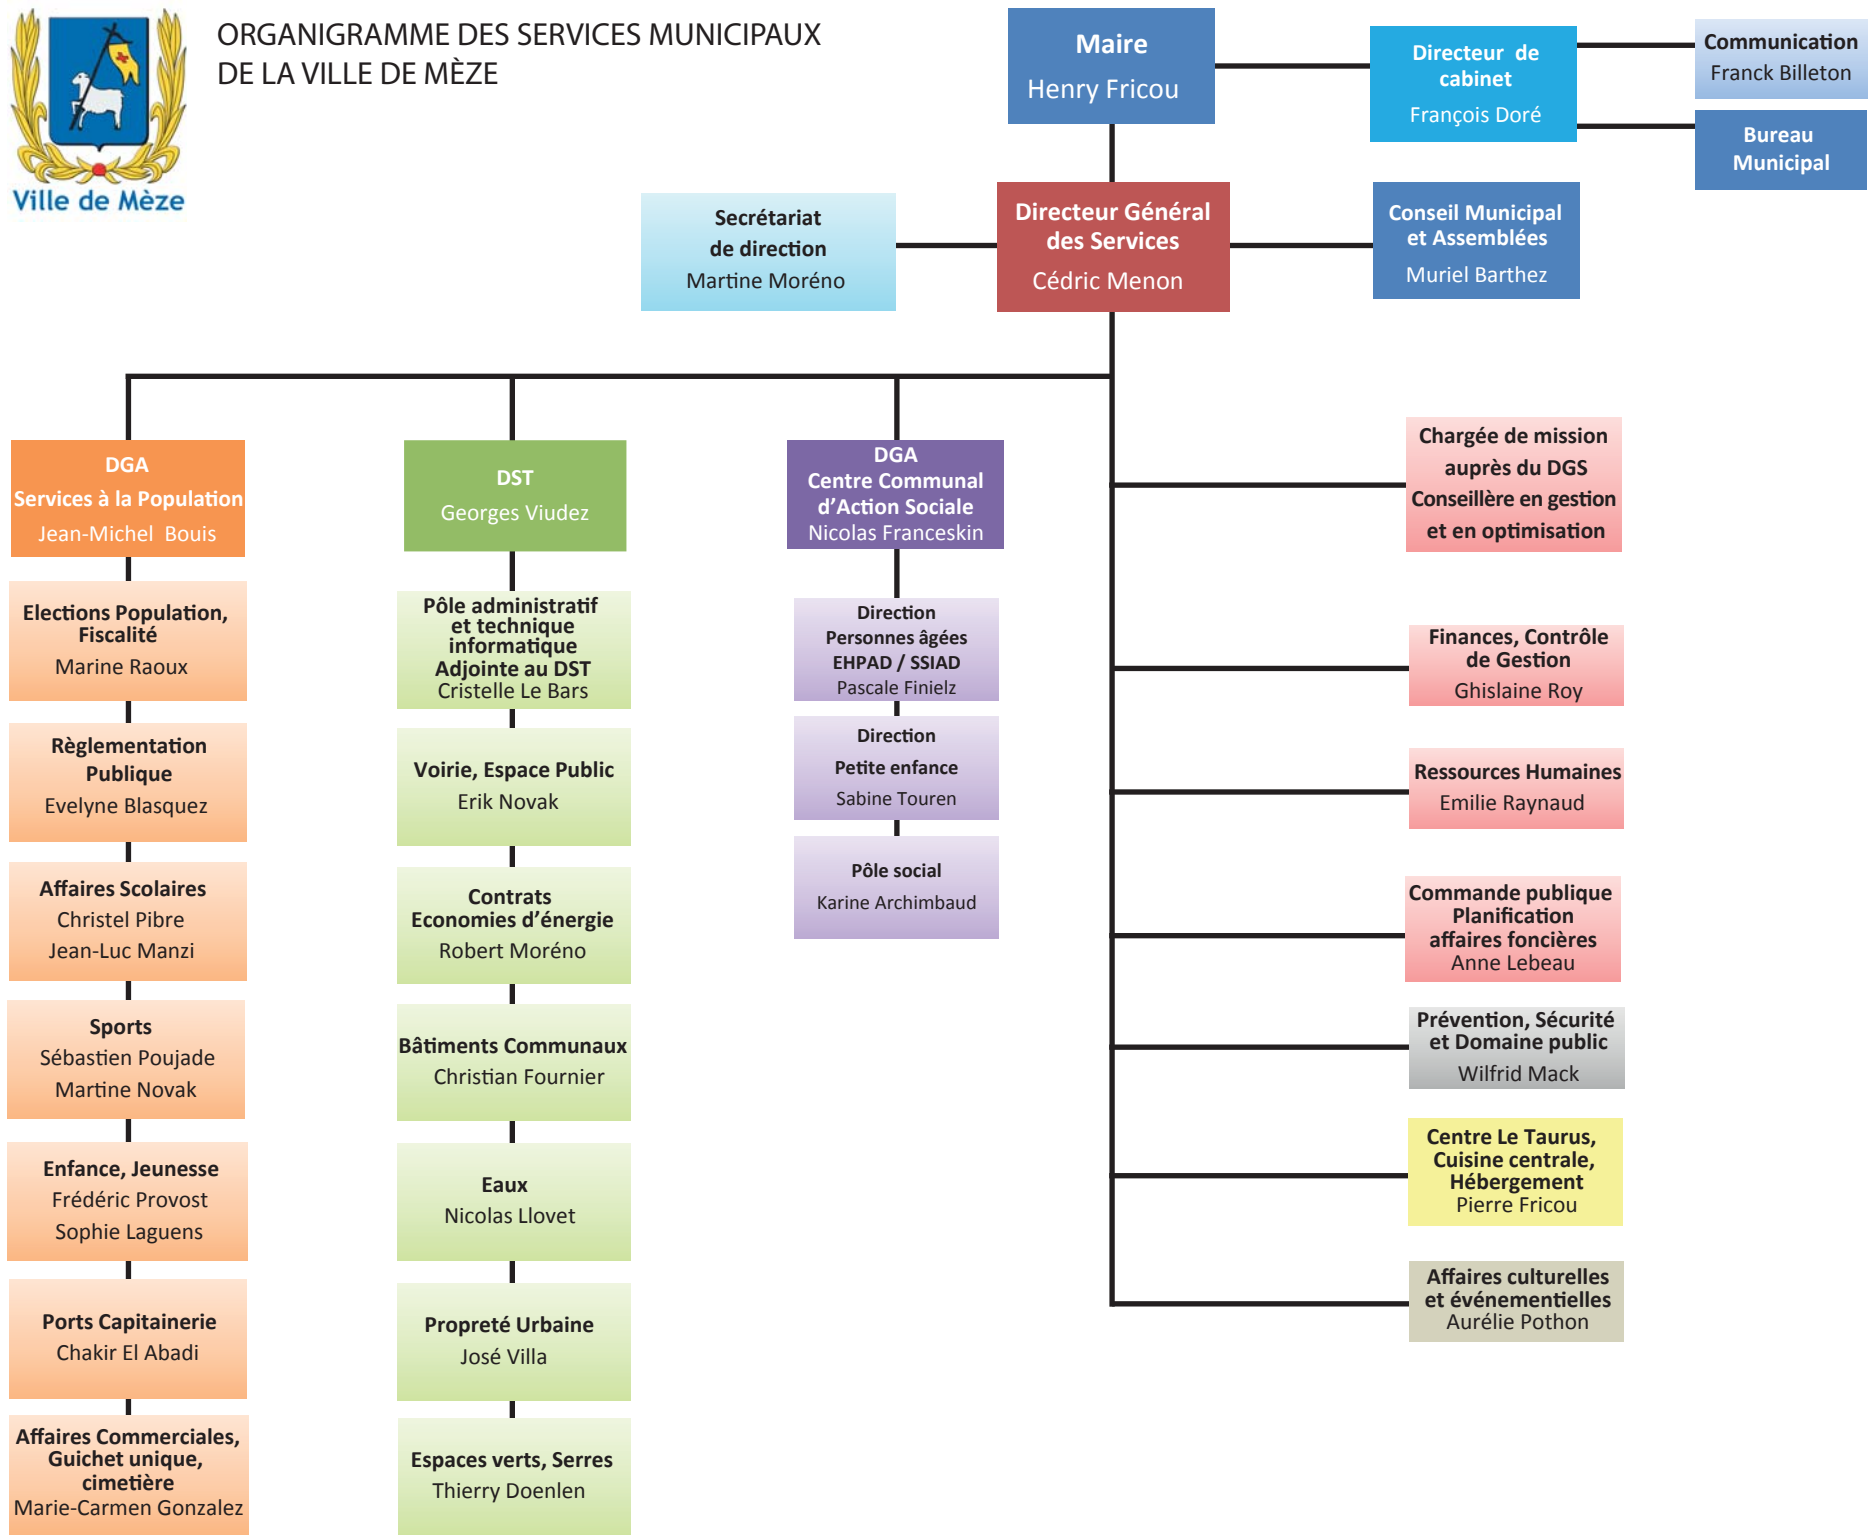 ORGANIGRAMME DES SERVICES MUNICIPAUX
DE LA VILLE DE MÈZE
Ville de Mèze
Maire
Henry Fricou
Directeur de
cabinet
François Doré
Communication
Franck Billeton
Bureau
Municipal
Secrétariat
de direction
Martine Moréno
Directeur Général
des Services
Cédric Menon
Conseil Municipal
et Assemblées
Muriel Barthez
DGA
Services à la Population
Jean-Michel Bouis
Elections Population,
Fiscalité
Marine Raoux
Règlementation
Publique
Evelyne Blasquez
Affaires Scolaires
Christel Pibre
Jean-Luc Manzi
Sports
Sébastien Poujade
Martine Novak
Enfance, Jeunesse
Frédéric Provost
Sophie Laguens
Ports Capitainerie
Chakir El Abadi
Affaires Commerciales,
Guichet unique,
cimetière
Marie-Carmen Gonzalez
DST
Georges Viudez
Pôle administratif
et technique
informatique
Adjointe au DST
Cristelle Le Bars
Voirie, Espace Public
Erik Novak
Contrats
Economies d’énergie
Robert Moréno
Bâtiments Communaux
Christian Fournier
Eaux
Nicolas Llovet
Propreté Urbaine
José Villa
Espaces verts, Serres
Thierry Doenlen
DGA
Centre Communal
d’Action Sociale
Nicolas Franceskin
Direction
Personnes âgées
EHPAD / SSIAD
Pascale Finielz
Direction
Petite enfance
Sabine Touren
Pôle social
Karine Archimbaud
Chargée de mission
auprès du DGS
Conseillère en gestion
et en optimisation
Finances, Contrôle
de Gestion
Ghislaine Roy
Ressources Humaines
Emilie Raynaud
Commande publique
Planification
affaires foncières
Anne Lebeau
Prévention, Sécurité
et Domaine public
Wilfrid Mack
Centre Le Taurus,
Cuisine centrale,
Hébergement
Pierre Fricou
Affaires culturelles
et événementielles
Aurélie Pothon